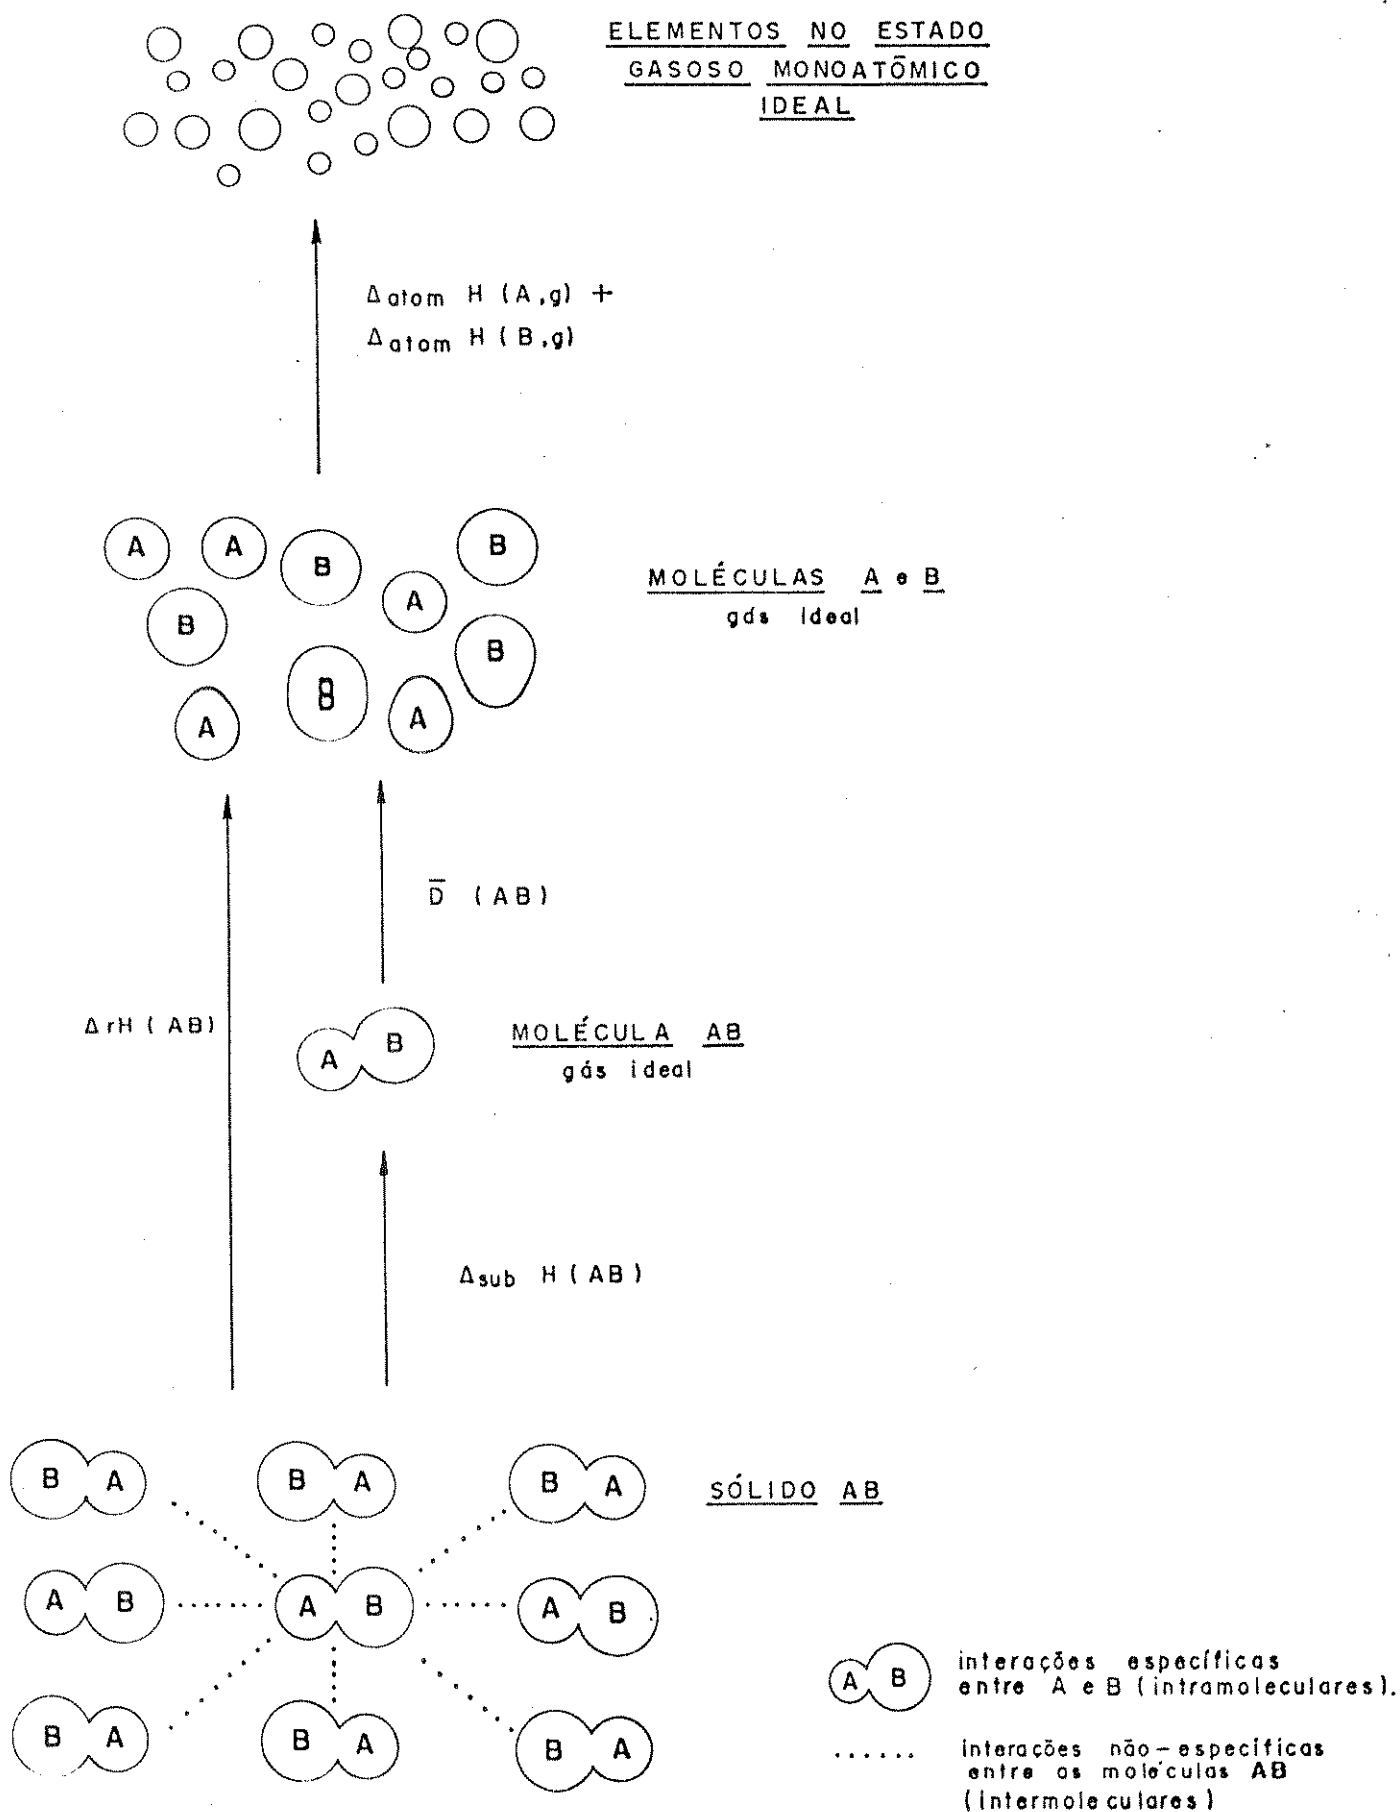 ELEMENTOS NO ESTADO
GASOSO MONOATÔMICO
IDEAL
Δatom H (A,g) +
Δatom H (B,g)
A A B B
A
B B
B
A A
MOLÉCULAS A e B
gás ideal
D̅ (AB)
ΔrH (AB)
A B
MOLÉCULA AB
gás ideal
Δsub H (AB)
B A B A B A
SÓLIDO AB
A B A B A B
B A B A B A
A B
interações específicas
entre A e B (intramoleculares).
...... interações não-específicas
entre as moléculas AB
(intermoleculares)